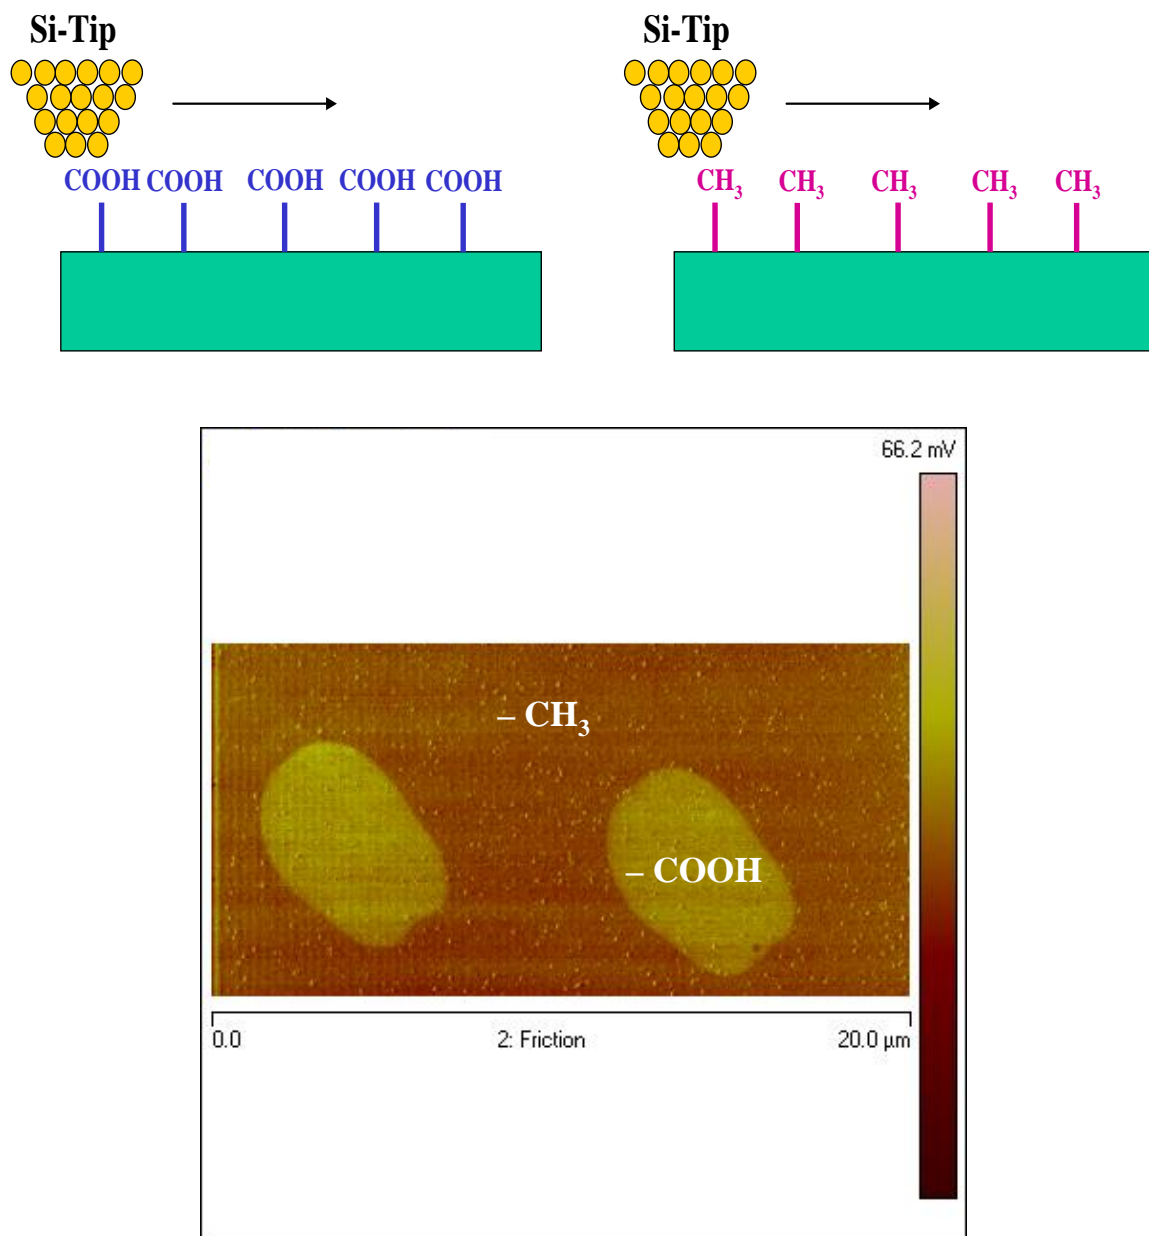 Si-Tip Si-Tip
COOH COOH COOH COOH COOH
CH₃ CH₃ CH₃ CH₃ CH₃
66.2 mV
– CH₃
– COOH
0.0 2: Friction 20.0 µm